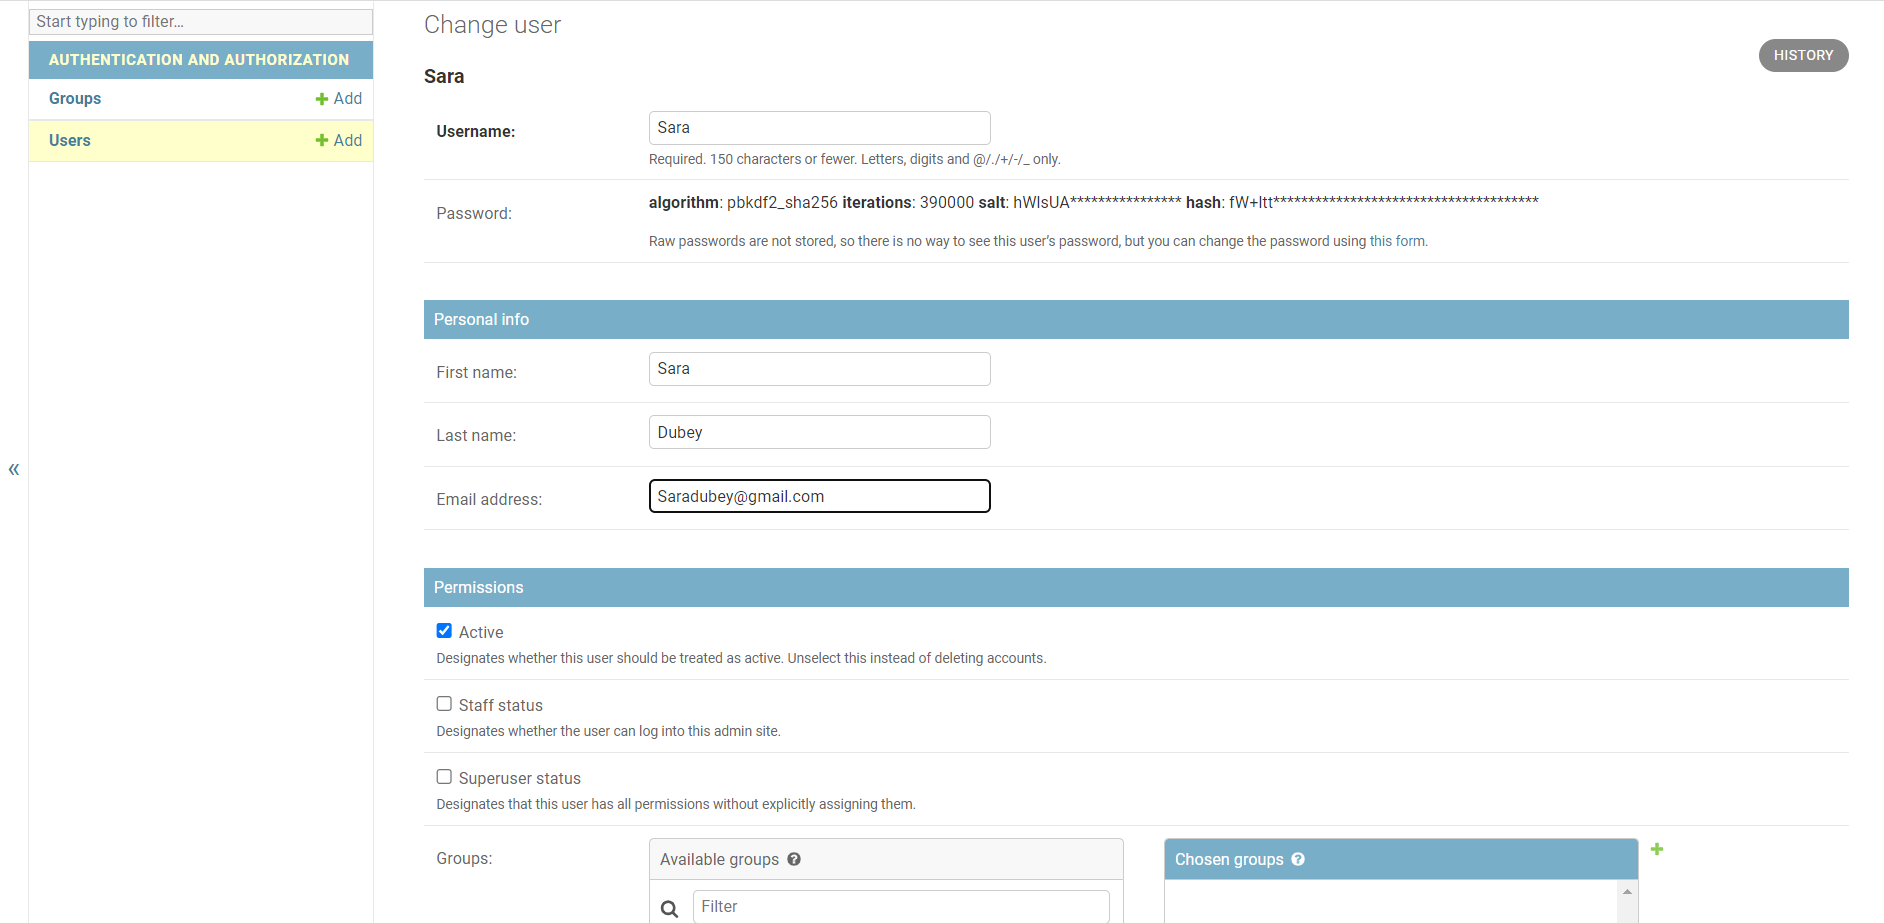 Start typing to filter…
AUTHENTICATION AND AUTHORIZATION
Groups
Add
Users
Add
«
Change user
HISTORY
Sara
Username:
Sara
Required. 150 characters or fewer. Letters, digits and @/./+/-/_ only.
Password:
algorithm: pbkdf2_sha256 iterations: 390000 salt: hWIsUA**************** hash: fW+Itt**************************************
Raw passwords are not stored, so there is no way to see this user’s password, but you can change the password using this form.
Personal info
First name:
Sara
Last name:
Dubey
Email address:
Saradubey@gmail.com
Permissions
Active
Designates whether this user should be treated as active. Unselect this instead of deleting accounts.
Staff status
Designates whether the user can log into this admin site.
Superuser status
Designates that this user has all permissions without explicitly assigning them.
Groups:
Available groups ?
Filter
Chosen groups ?